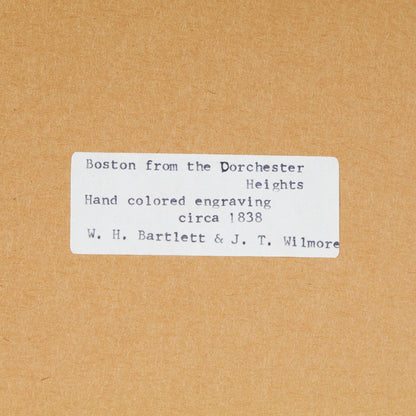 Boston from the Dorchester
Heights
Hand colored engraving
circa 1838
W. H. Bartlett & J. T. Wilmore